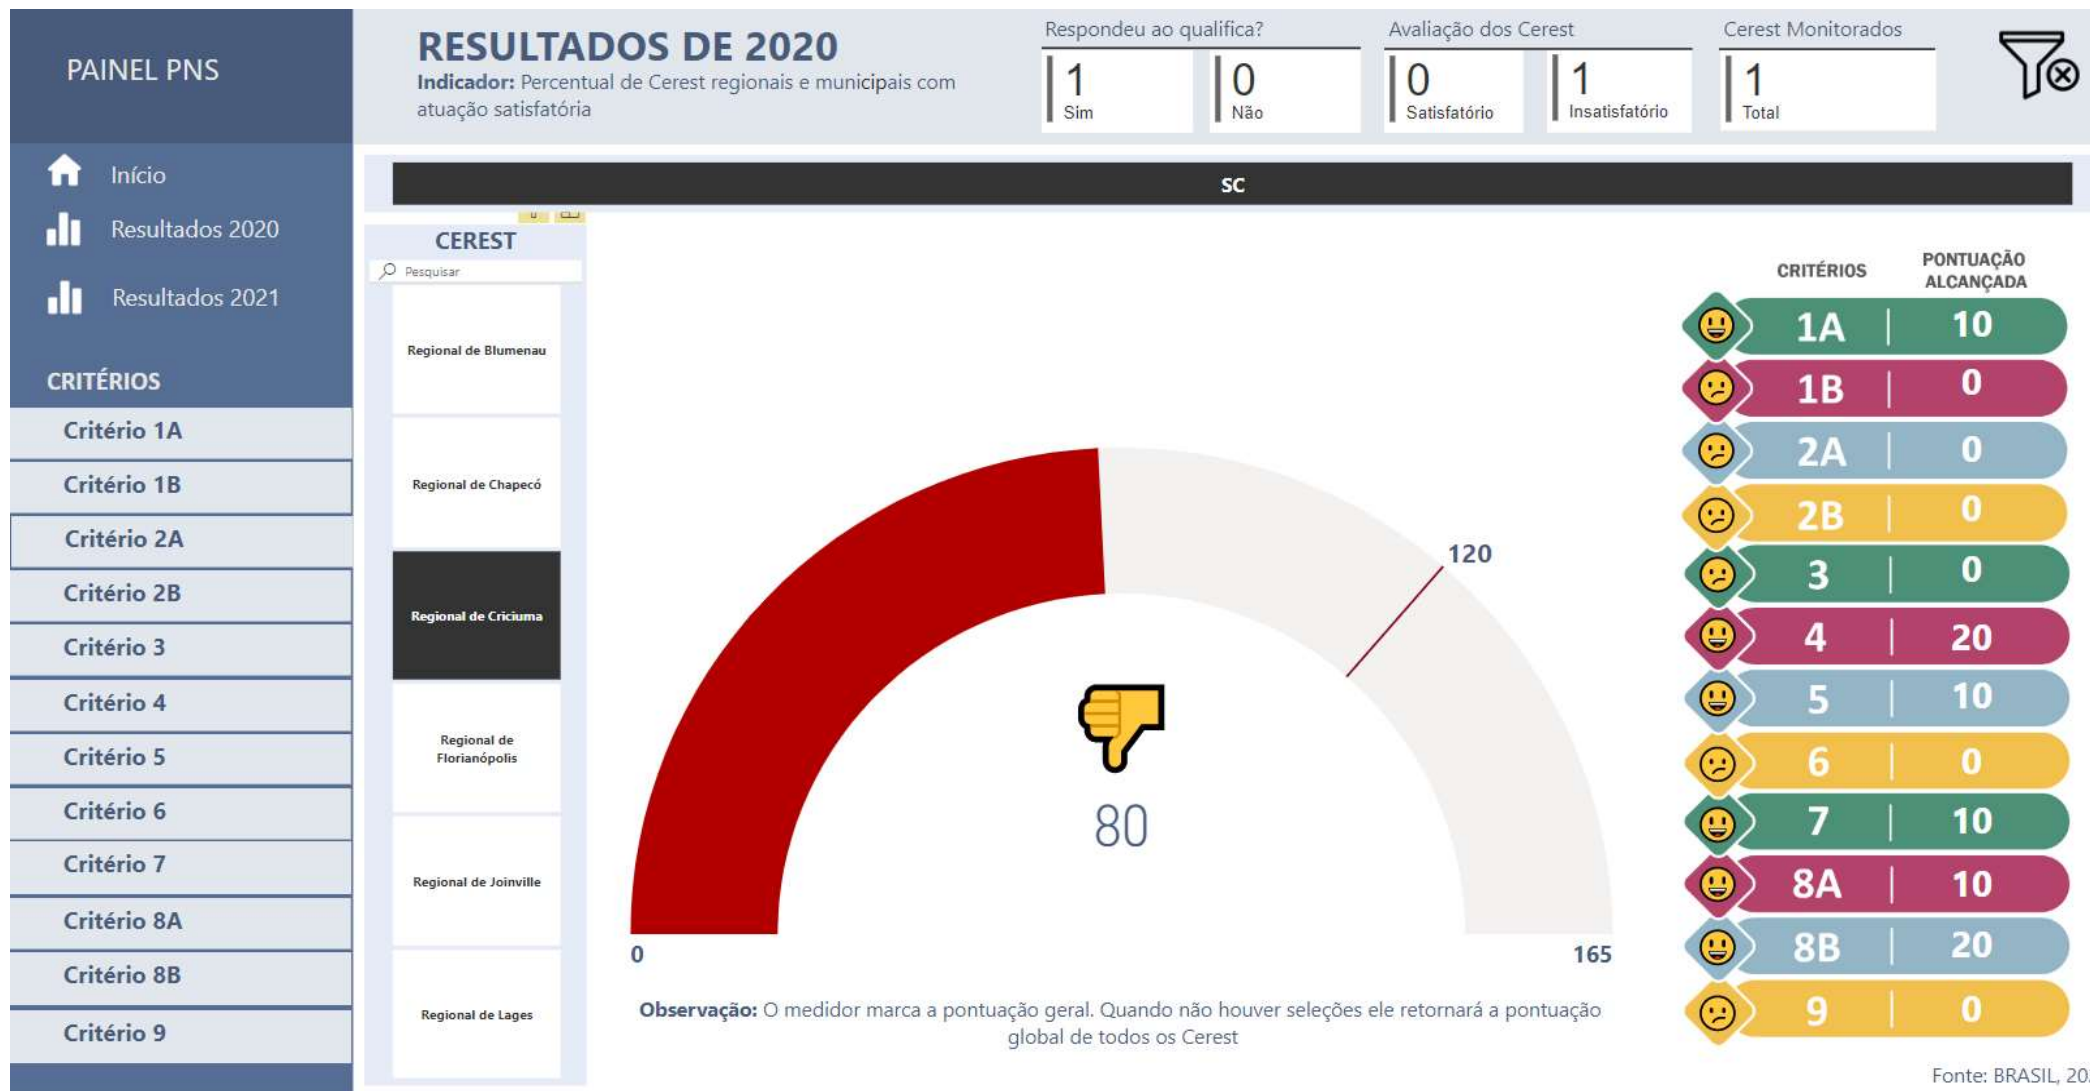 PAINEL PNS
Início
Resultados 2020
Resultados 2021
CRITÉRIOS
Critério 1A
Critério 1B
Critério 2A
Critério 2B
Critério 3
Critério 4
Critério 5
Critério 6
Critério 7
Critério 8A
Critério 8B
Critério 9
RESULTADOS DE 2020
Indicador: Percentual de Cerest regionais e municipais com
atuação satisfatória
Respondeu ao qualifica?
1
Sim
0
Não
Avaliação dos Cerest
0
Satisfatório
1
Insatisfatório
Cerest Monitorados
1
Total
SC
CEREST
Pesquisar
Regional de Blumenau
Regional de Chapecó
Regional de Criciuma
Regional de
Florianópolis
Regional de Joinville
Regional de Lages
120
80
0
165
Observação: O medidor marca a pontuação geral. Quando não houver seleções ele retornará a pontuação
global de todos os Cerest
CRITÉRIOS
PONTUAÇÃO
ALCANÇADA
1A | 10
1B | 0
2A | 0
2B | 0
3 | 0
4 | 20
5 | 10
6 | 0
7 | 10
8A | 10
8B | 20
9 | 0
Fonte: BRASIL,